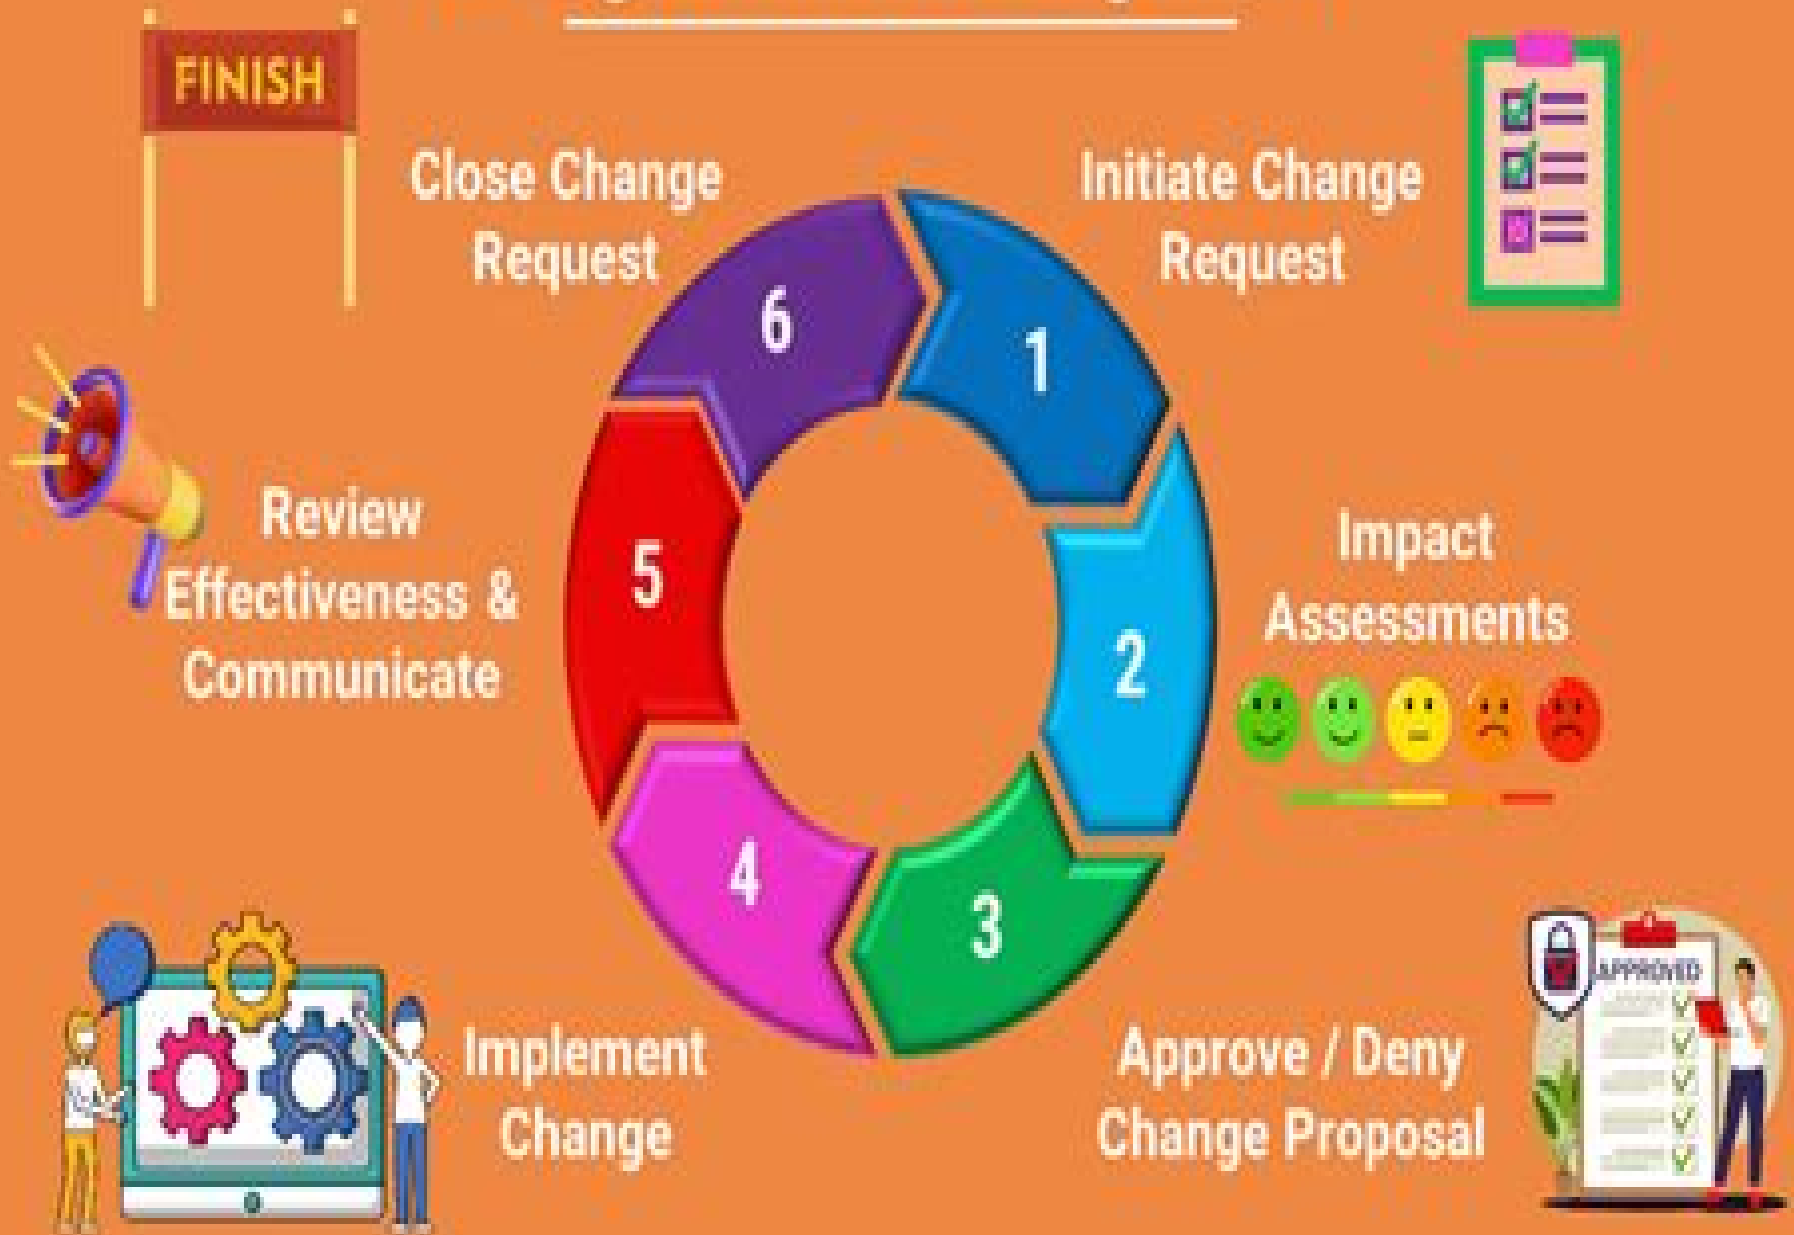 FINISH
Close Change
Request
Initiate Change
Request
6
1
Review
Effectiveness &
Communicate
5
Impact
Assessments
2
4
3
Implement
Change
Approve / Deny
Change Proposal
APPROVED